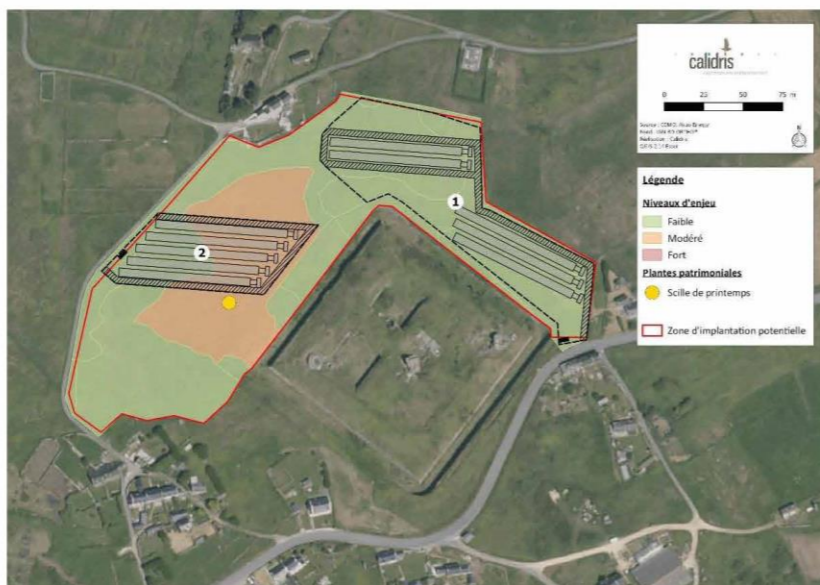 calidris
0 25 50 75 m
Légende
Niveaux d'enjeu
Faible
Modéré
Fort
Plantes patrimoniales
Scille de printemps
Zone d'implantation potentielle
1
2